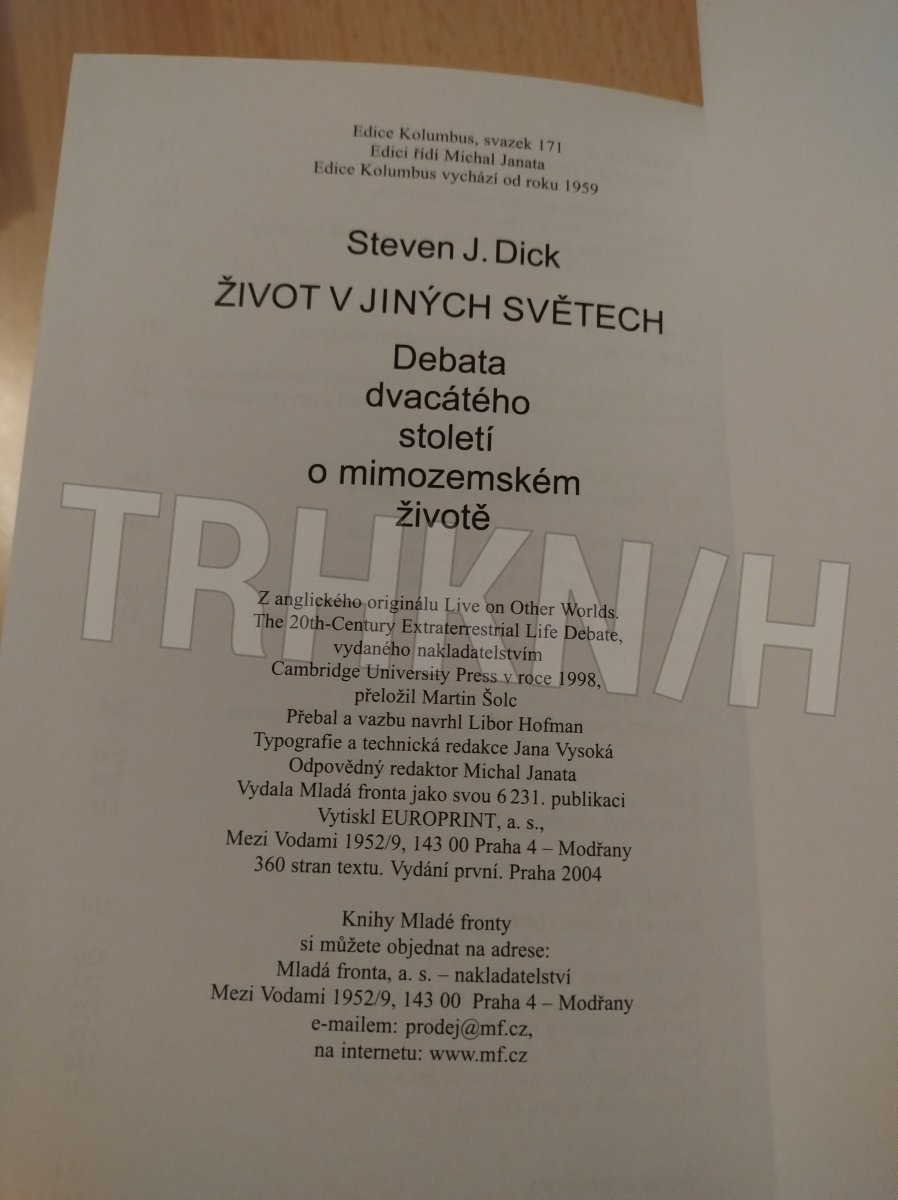 Edice Kolumbus, svazek 171
Edici řídí Michal Janata
Edice Kolumbus vychází od roku 1959
Steven J. Dick
ŽIVOT V JINÝCH SVĚTECH
Debata
dvacátého
století
o mimozemském
životě
TRHKN/H
Z anglického originálu Live on Other Worlds.
The 20th-Century Extraterrestrial Life Debate,
vydaného nakladatelstvím
Cambridge University Press v roce 1998,
přeložil Martin Šolc
Přebal a vazbu navrhl Libor Hofman
Typografie a technická redakce Jana Vysoká
Odpovědný redaktor Michal Janata
Vydala Mladá fronta jako svou 6 231. publikaci
Vytiskl EUROPRINT, a. s.,
Mezi Vodami 1952/9, 143 00 Praha 4 – Modřany
360 stran textu. Vydání první. Praha 2004
Knihy Mladé fronty
si můžete objednat na adrese:
Mladá fronta, a. s. – nakladatelství
Mezi Vodami 1952/9, 143 00 Praha 4 – Modřany
e-mailem: prodej@mf.cz,
na internetu: www.mf.cz